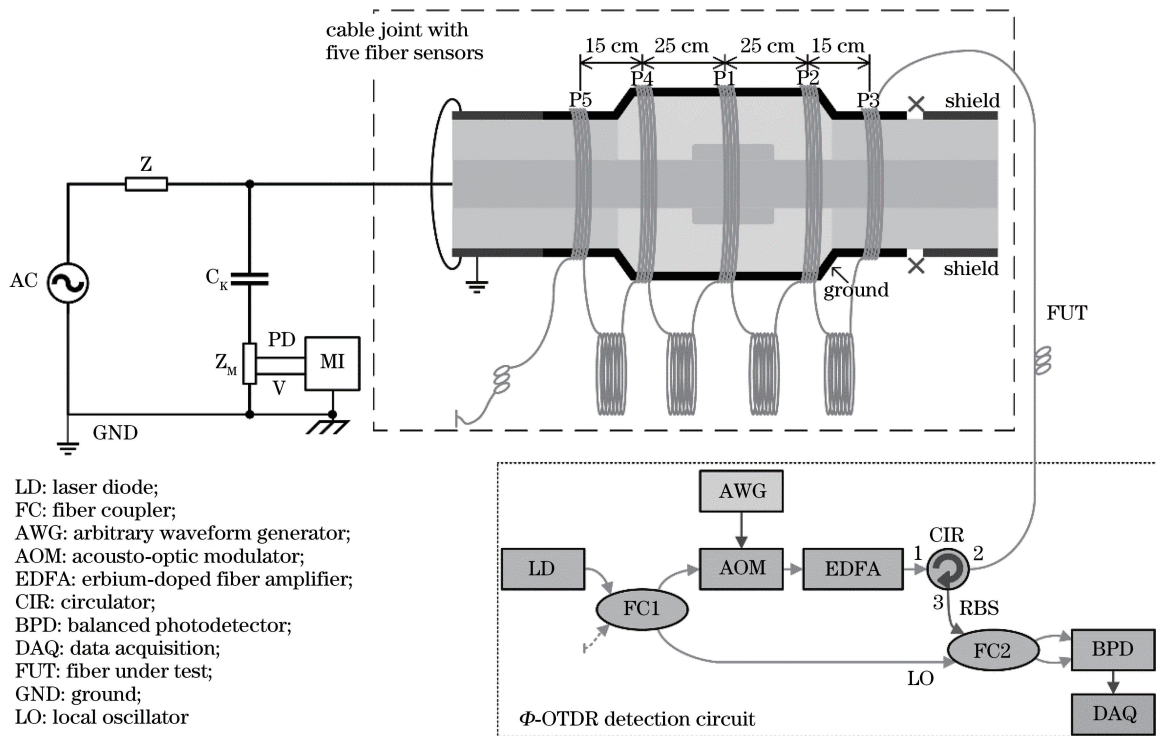 cable joint with
five fiber sensors
15 cm 25 cm 25 cm 15 cm
P5 P4 P1 P2 P3
shield
shield
ground
Z
AC
C_K
Z_M
PD
V
MI
GND
FUT
LD: laser diode;
FC: fiber coupler;
AWG: arbitrary waveform generator;
AOM: acousto-optic modulator;
EDFA: erbium-doped fiber amplifier;
CIR: circulator;
BPD: balanced photodetector;
DAQ: data acquisition;
FUT: fiber under test;
GND: ground;
LO: local oscillator
AWG
LD
AOM
EDFA
CIR
1 2
3
RBS
FC1
FC2
BPD
LO
DAQ
Φ-OTDR detection circuit